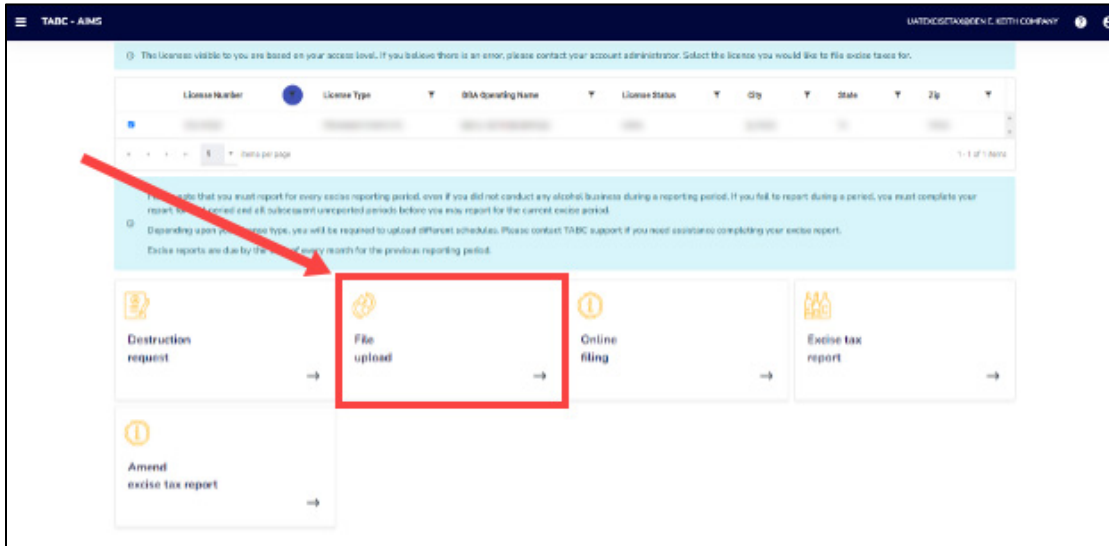 TABC - AIMS
The licenses visible to you are based on your access level. If you believe there is an error, please contact your account administrator. Select the license you would like to file excise taxes for.
License Number License Type DBA Operating Name License Status City State Zip
5 items per page 1 - 1 of 1 items
note that you must report for every excise reporting period, even if you did not conduct any alcohol business during a reporting period. If you fail to report during a period, you must complete your
report for period and all subsequent unreported periods before you may report for the current excise period.
Depending upon your license type, you will be required to upload different schedules. Please contact TABC support if you need assistance completing your excise report.
Excise reports are due by the of every month for the previous reporting period.
Destruction
request
File
upload
Online
filing
Excise tax
report
Amend
excise tax report